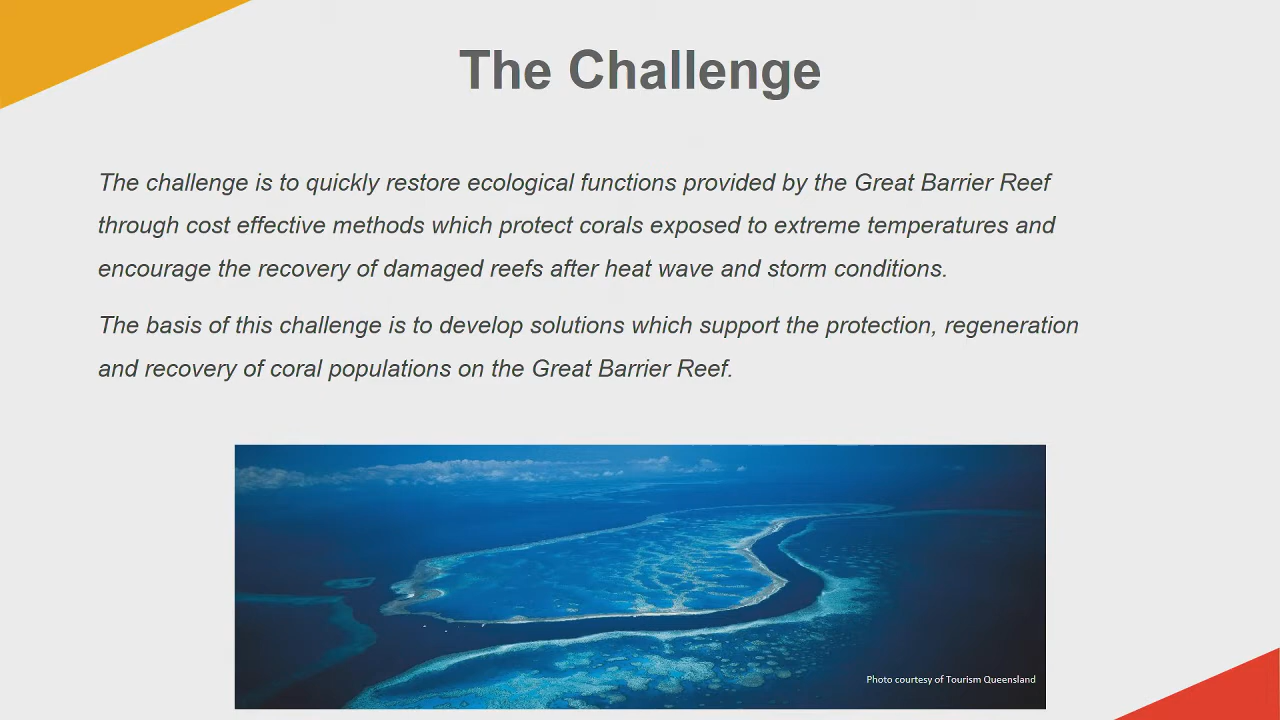 The Challenge
The challenge is to quickly restore ecological functions provided by the Great Barrier Reef
through cost effective methods which protect corals exposed to extreme temperatures and
encourage the recovery of damaged reefs after heat wave and storm conditions.
The basis of this challenge is to develop solutions which support the protection, regeneration
and recovery of coral populations on the Great Barrier Reef.
Photo courtesy of Tourism Queensland